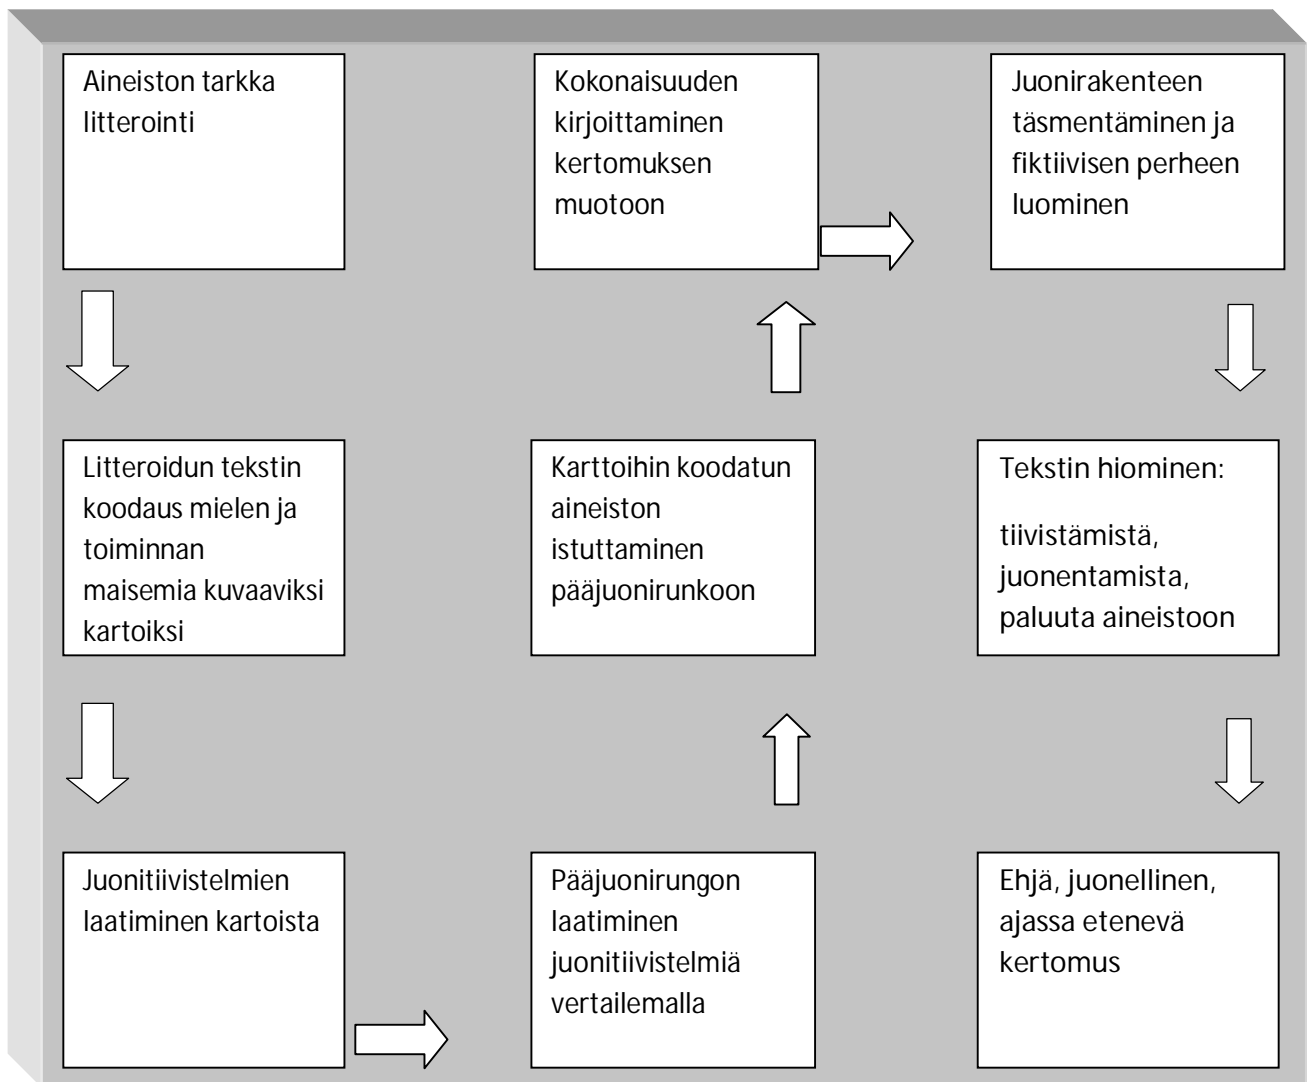 Aineiston tarkka
litterointi
Litteroidun tekstin
koodaus mielen ja
toiminnan
maisemia kuvaaviksi
kartoiksi
Juonitiivistelmien
laatiminen kartoista
Pääjuonirungon
laatiminen
juonitiivistelmiä
vertailemalla
Karttoihin koodatun
aineiston
istuttaminen
pääjuonirunkoon
Kokonaisuuden
kirjoittaminen
kertomuksen
muotoon
Juonirakenteen
täsmentäminen ja
fiktiivisen perheen
luominen
Tekstin hiominen:
tiivistämistä,
juonentamista,
paluuta aineistoon
Ehjä, juonellinen,
ajassa etenevä
kertomus